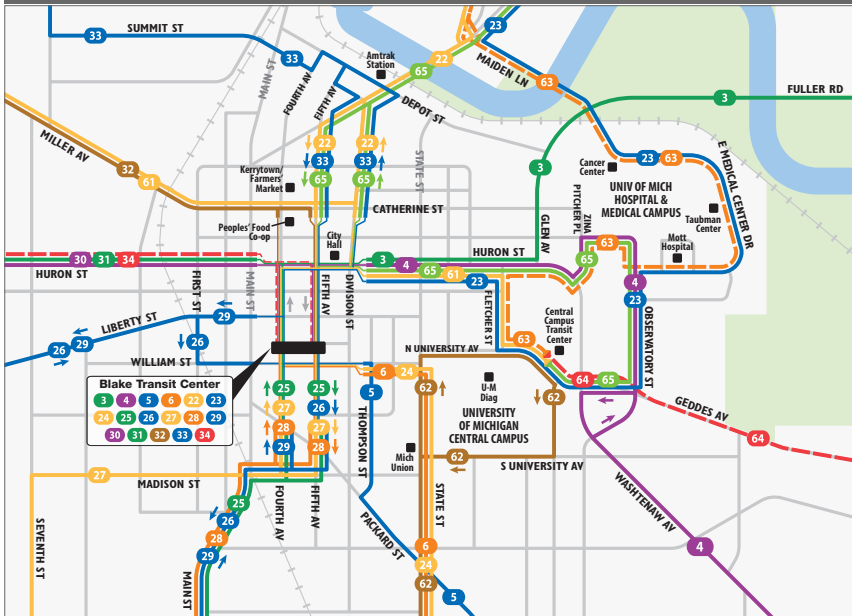 23
SUMMIT ST
33
33
Amtrak
Station
22
65
MAIDEN LN
63
FULLER RD
3
MAIN ST
FOURTH AV
FIFTH AV
DEPOT ST
MILLER AV
32
61
22
22
33
33
65
65
STATE ST
Kerrytown/
Farmers'
Market
CATHERINE ST
Peoples' Food
Co-op
City
Hall
3
Cancer
Center
23
63
E MEDICAL CENTER DR
UNIV OF MICH
HOSPITAL &
MEDICAL CAMPUS
Taubman
Center
Mott
Hospital
GLEN AV
ZINA
PITCHER PL
63
65
HURON ST
3
4
65
61
23
30
31
34
HURON ST
FIRST ST
MAIN ST
FIFTH AV
DIVISION ST
FLETCHER ST
4
23
OBSERVATORY ST
LIBERTY ST
29
26
29
26
WILLIAM ST
Central
Campus
Transit
Center
63
N UNIVERSITY AV
6
24
62
64
65
GEDDES AV
64
Blake Transit Center
3 4 5 6 22 23
24 25 26 27 28 29
30 31 32 33 34
25
25
27
26
28
27
29
28
5
THOMPSON ST
U-M
Diag
UNIVERSITY
OF MICHIGAN
CENTRAL CAMPUS
62
Mich
Union
62
S UNIVERSITY AV
27
MADISON ST
25
26
28
29
FOURTH AV
FIFTH AV
PACKARD ST
STATE ST
WASHTENAW AV
4
SEVENTH ST
MAIN ST
6
24
62
5